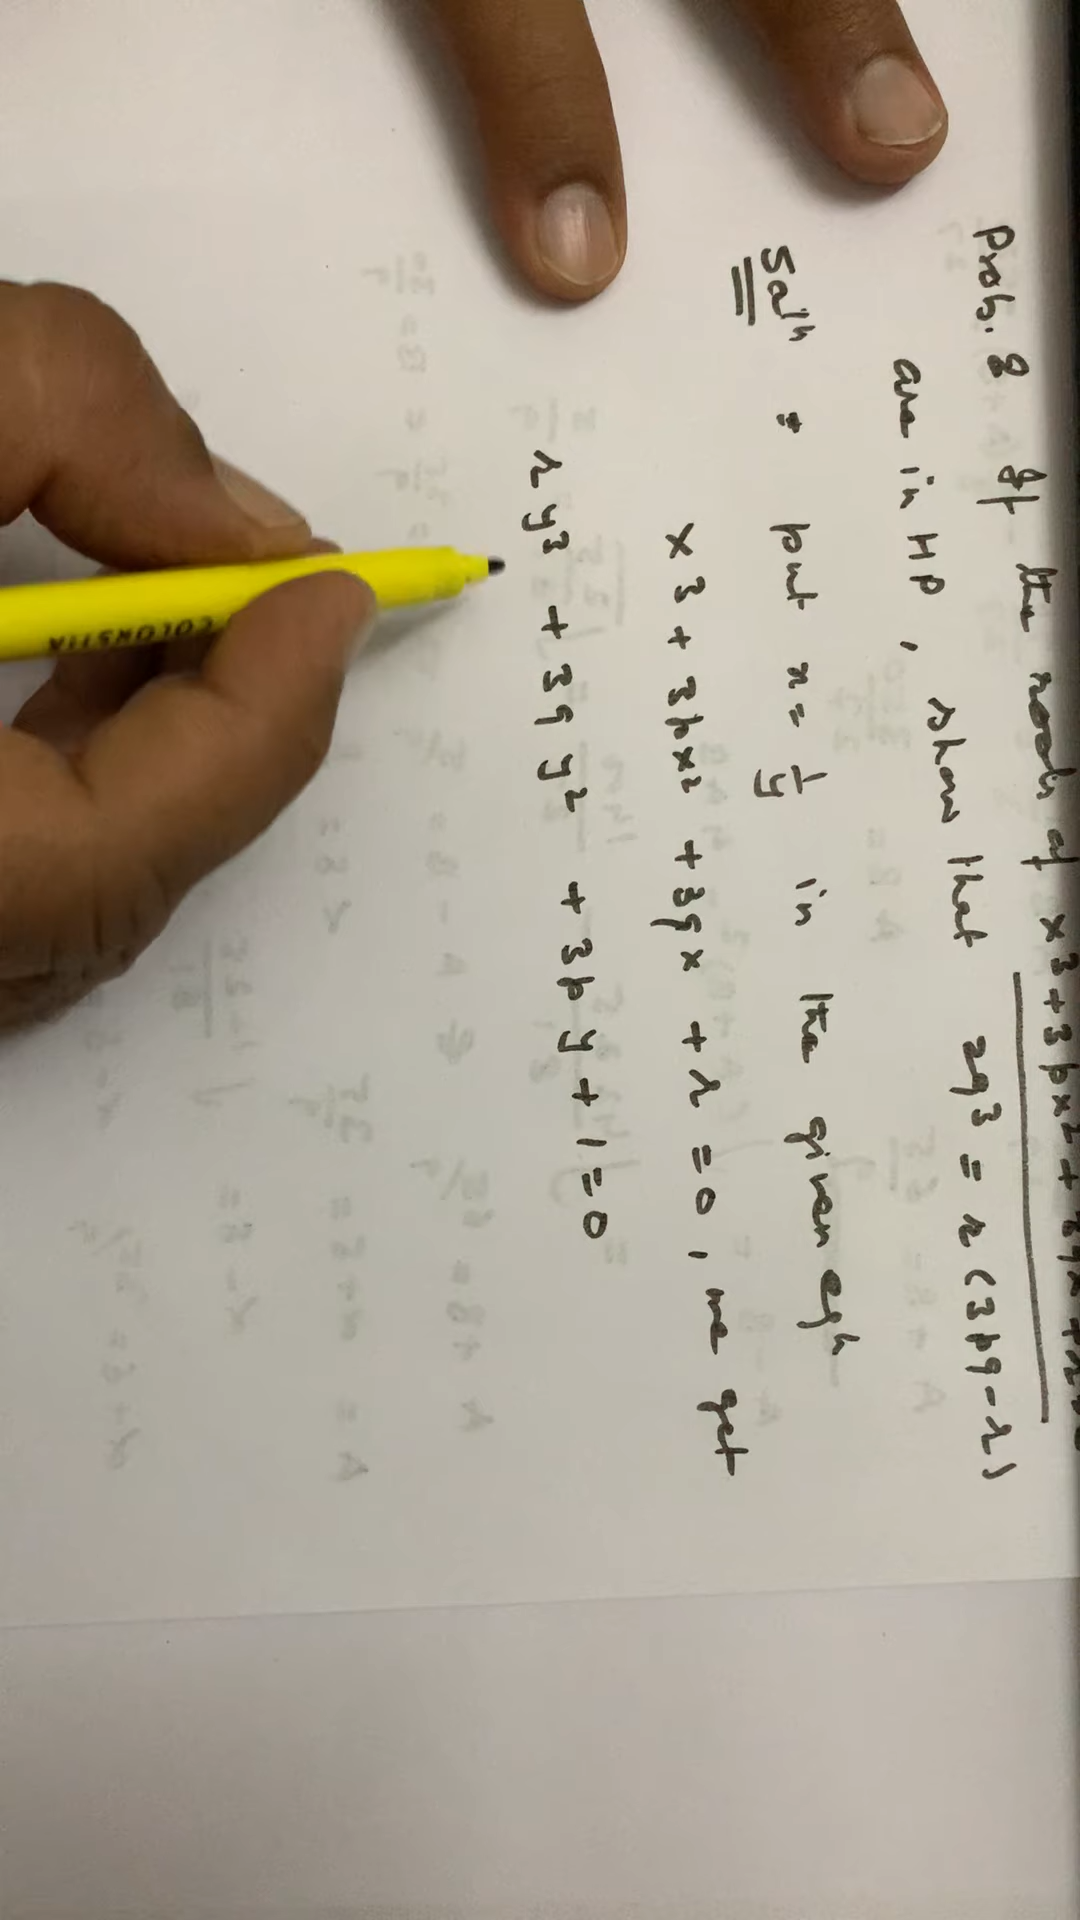 Prob. 8 If the roots of x³+3px²+3qx+r=0
are in HP, show that 2q³ = r(3pq-r)
Solⁿ : put x = 1/y in the given eqⁿ
x³ + 3px² + 3qx + r = 0, we get
r y³ + 3q y² + 3p y + 1 = 0
COLORSTIX